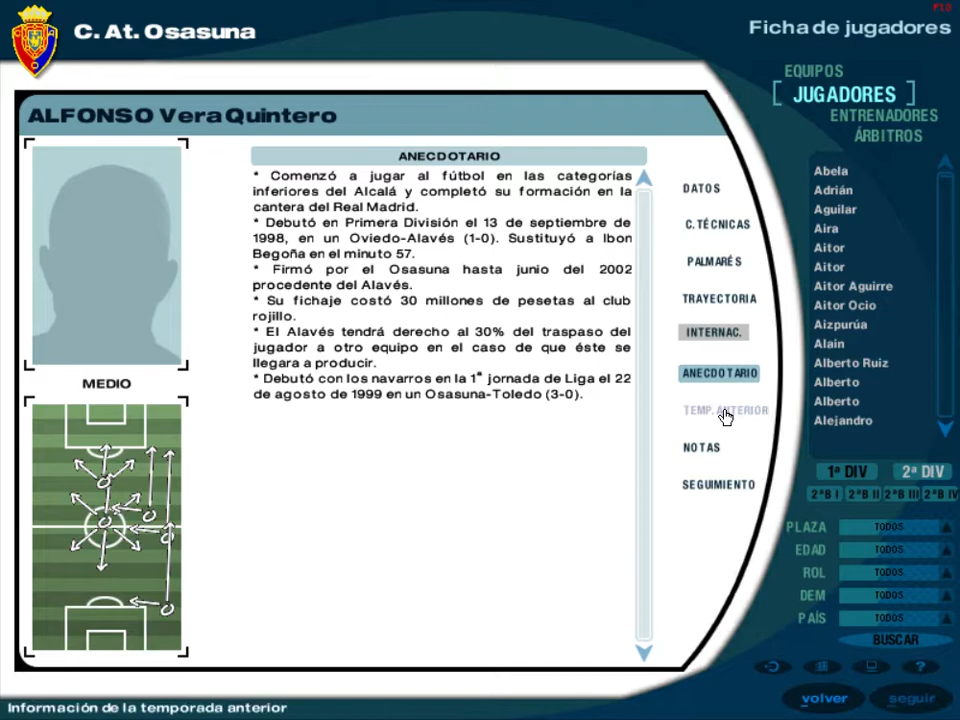 F10
C. At. Osasuna
Ficha de jugadores
ALFONSO Vera Quintero
MEDIO
ANECDOTARIO
* Comenzó a jugar al fútbol en las categorías
inferiores del Alcalá y completó su formación en la
cantera del Real Madrid.
* Debutó en Primera División el 13 de septiembre de
1998, en un Oviedo-Alavés (1-0). Sustituyó a Ibon
Begoña en el minuto 57.
* Firmó por el Osasuna hasta junio del 2002
procedente del Alavés.
* Su fichaje costó 30 millones de pesetas al club
rojillo.
* El Alavés tendrá derecho al 30% del traspaso del
jugador a otro equipo en el caso de que éste se
llegara a producir.
* Debutó con los navarros en la 1ª jornada de Liga el 22
de agosto de 1999 en un Osasuna-Toledo (3-0).
DATOS
C.TÉCNICAS
PALMARÉS
TRAYECTORIA
INTERNAC.
ANECDOTARIO
TEMP. ANTERIOR
NOTAS
SEGUIMIENTO
EQUIPOS
[ JUGADORES ]
ENTRENADORES
ÁRBITROS
Abela
Adrián
Aguilar
Aira
Aitor
Aitor
Aitor Aguirre
Aitor Ocio
Aizpurúa
Alain
Alberto Ruiz
Alberto
Alberto
Alejandro
1ª DIV 2ª DIV
2ªB I 2ªB II 2ªB III 2ªB IV
PLAZA TODOS
EDAD TODOS
ROL TODOS
DEM TODOS
PAÍS TODOS
BUSCAR
?
volver seguir
Información de la temporada anterior